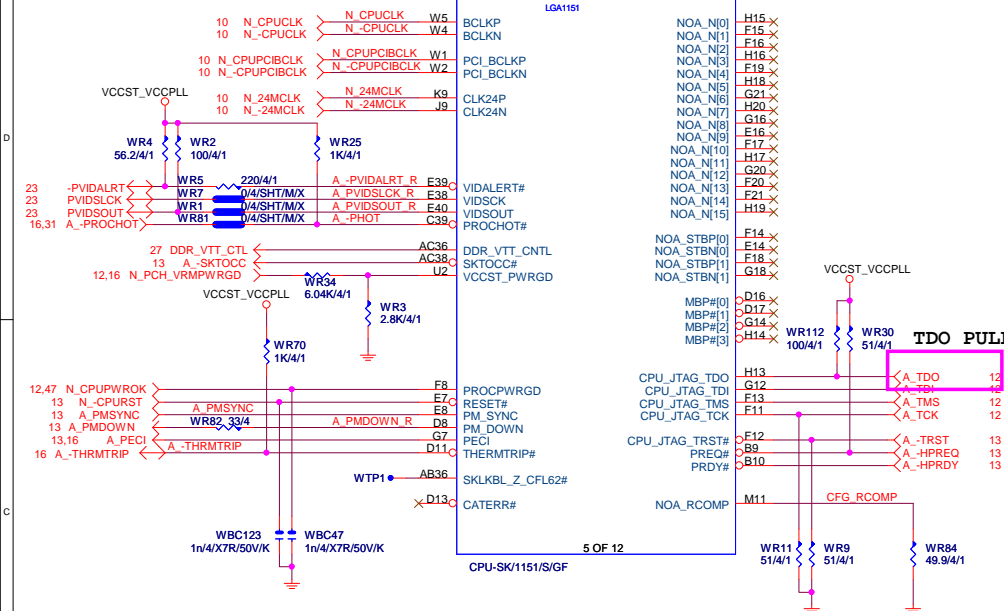 LGA1151
10 N_CPUCLK N_CPUCLK W5 BCLKP
10 N_-CPUCLK N_-CPUCLK W4 BCLKN
10 N_CPUPCIBCLK N_CPUPCIBCLK W1 PCI_BCLKP
10 N_-CPUPCIBCLK N_-CPUPCIBCLK W2 PCI_BCLKN
10 N_24MCLK N_24MCLK K9 CLK24P
10 N_-24MCLK N_-24MCLK J9 CLK24N
VCCST_VCCPLL
D
WR4 56.2/4/1
WR2 100/4/1
WR25 1K/4/1
23 -PVIDALRT WR5 220/4/1 A_-PVIDALRT_R E39 VIDALERT#
23 PVIDSLCK WR7 0/4/SHT/M/X A_PVIDSLCK_R E38 VIDSCK
23 PVIDSOUT WR1 0/4/SHT/M/X A_PVIDSOUT_R E40 VIDSOUT
16,31 A_-PROCHOT WR81 0/4/SHT/M/X A_-PHOT C39 PROCHOT#
27 DDR_VTT_CTL AC36 DDR_VTT_CNTL
13 A_-SKTOCC AC38 SKTOCC#
12,16 N_PCH_VRMPWRGD U2 VCCST_PWRGD
WR34
6.04K/4/1
VCCST_VCCPLL
WR3
2.8K/4/1
WR70
1K/4/1
12,47 N_CPUPWROK F8 PROCPWRGD
13 N_-CPURST E7 RESET#
13 A_PMSYNC A_PMSYNC E8 PM_SYNC
13 A_PMDOWN WR82 33/4 A_PMDOWN_R D8 PM_DOWN
13,16 A_PECI G7 PECI
16 A_-THRMTRIP A_-THRMTRIP D11 THERMTRIP#
WTP1 AB36 SKLKBL_Z_CFL62#
D13 CATERR#
C
WBC123
1n/4/X7R/50V/K
WBC47
1n/4/X7R/50V/K
NOA_N[0] H15
NOA_N[1] F15
NOA_N[2] F16
NOA_N[3] H16
NOA_N[4] F19
NOA_N[5] H18
NOA_N[6] G21
NOA_N[7] H20
NOA_N[8] G16
NOA_N[9] E16
NOA_N[10] F17
NOA_N[11] H17
NOA_N[12] G20
NOA_N[13] F20
NOA_N[14] F21
NOA_N[15] H19
NOA_STBP[0] F14
NOA_STBN[0] E14
NOA_STBP[1] F18
NOA_STBN[1] G18
MBP#[0] D16
MBP#[1] D17
MBP#[2] G14
MBP#[3] H14
VCCST_VCCPLL
WR112
100/4/1
WR30
51/4/1
TDO PULL
CPU_JTAG_TDO H13 A_TDO 12
CPU_JTAG_TDI G12 A_TDI 12
CPU_JTAG_TMS F13 A_TMS 12
CPU_JTAG_TCK F11 A_TCK 12
CPU_JTAG_TRST# F12 A_-TRST 13
PREQ# B9 A_-HPREQ 13
PRDY# B10 A_-HPRDY 13
NOA_RCOMP M11 CFG_RCOMP
WR11
51/4/1
WR9
51/4/1
WR84
49.9/4/1
5 OF 12
CPU-SK/1151/S/GF